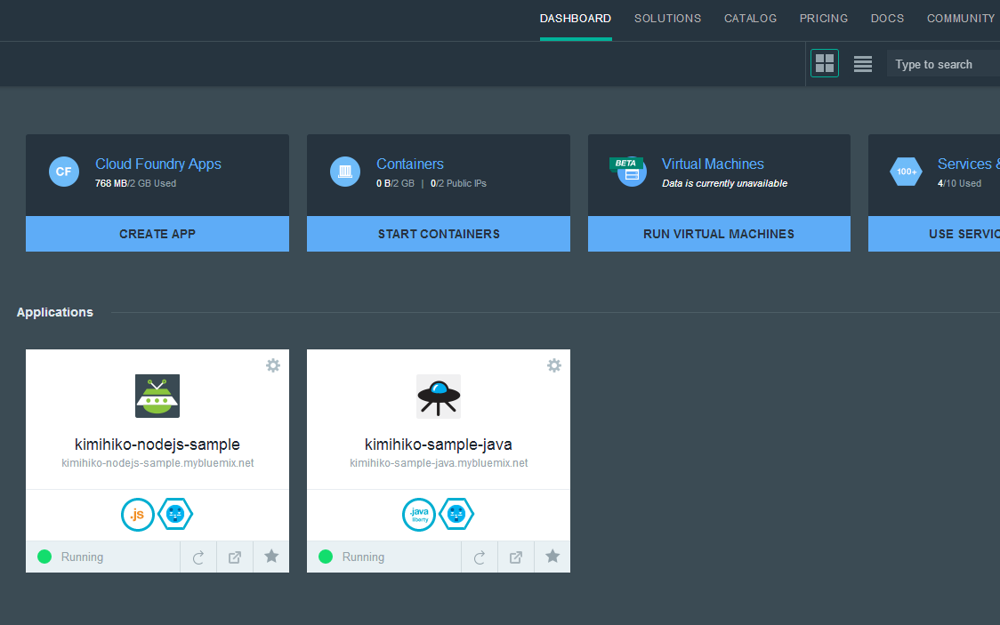 DASHBOARD SOLUTIONS CATALOG PRICING DOCS COMMUNITY
Type to search
CF Cloud Foundry Apps
768 MB/2 GB Used
CREATE APP
Containers
0 B/2 GB | 0/2 Public IPs
START CONTAINERS
BETA Virtual Machines
Data is currently unavailable
RUN VIRTUAL MACHINES
100+ Services &
4/10 Used
USE SERVIC
Applications
kimihiko-nodejs-sample
kimihiko-nodejs-sample.mybluemix.net
.js
Running
kimihiko-sample-java
kimihiko-sample-java.mybluemix.net
.java
liberty
Running